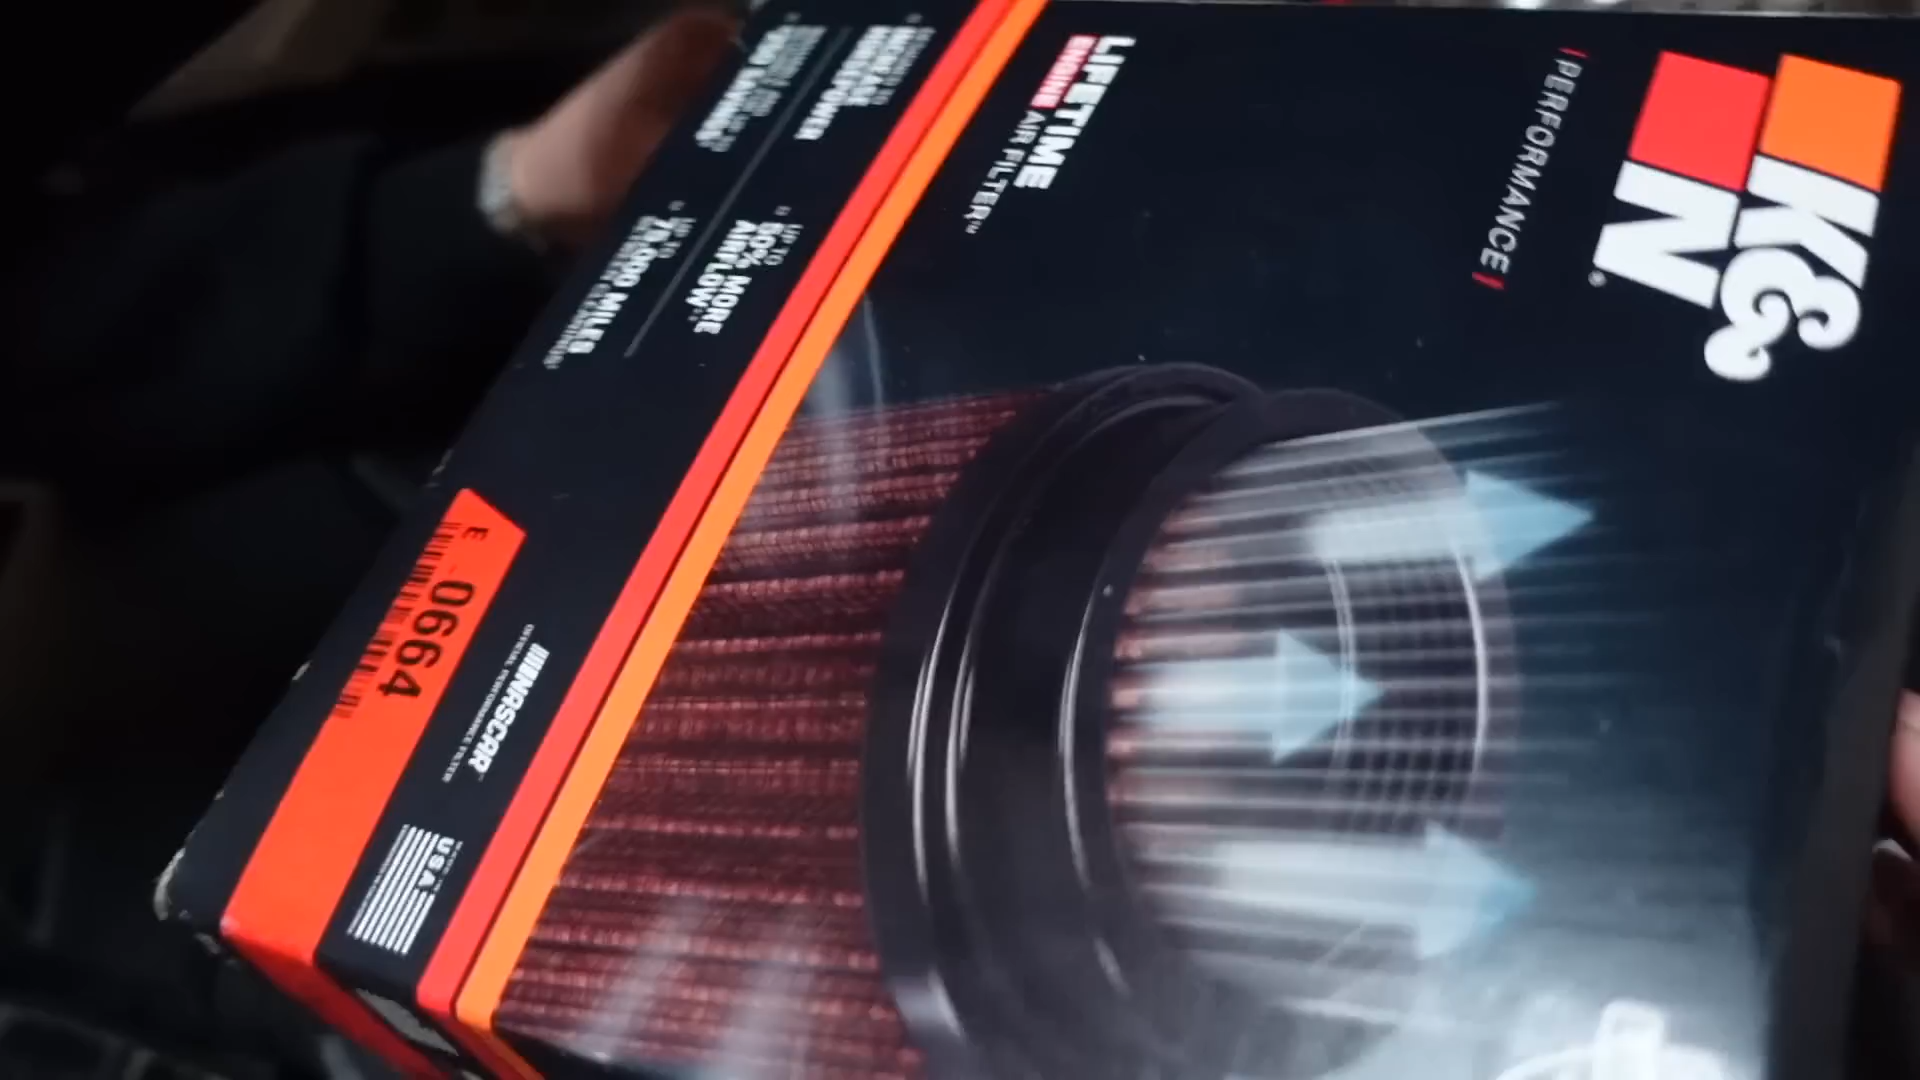 K&N®
PERFORMANCE
LIFETIME
ENGINE AIR FILTER™
INCREASE
HORSEPOWER
UP TO
50% MORE
AIRFLOW
UP TO
75,000 MILES
E 0664
NASCAR
OFFICIAL PERFORMANCE FILTER
USA